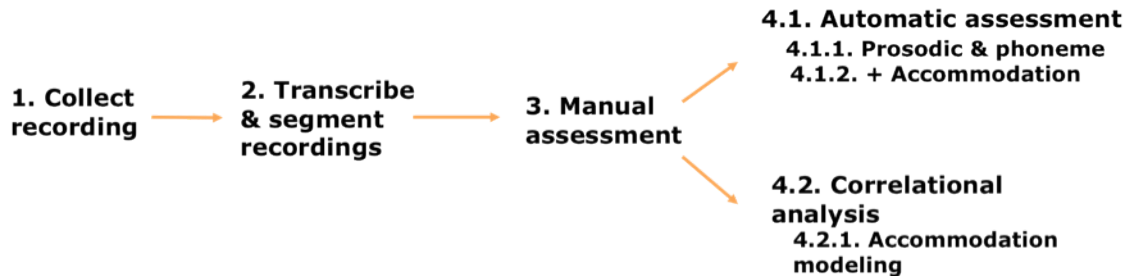 1. Collect
recording
2. Transcribe
& segment
recordings
3. Manual
assessment
4.1. Automatic assessment
4.1.1. Prosodic & phoneme
4.1.2. + Accommodation
4.2. Correlational
analysis
4.2.1. Accommodation
modeling